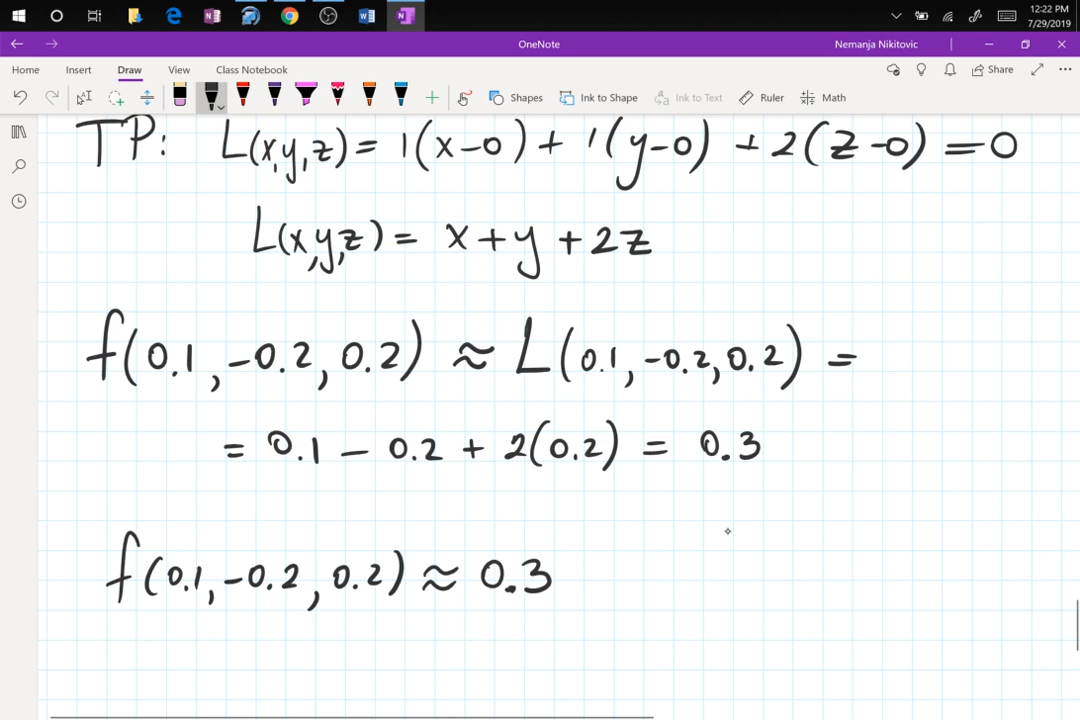 12:22 PM
7/29/2019
OneNote
Nemanja Nikitovic
Home Insert Draw View Class Notebook
Share
Shapes Ink to Shape Ink to Text Ruler Math
TP: L(x,y,z) = 1(x-0) + 1(y-0) + 2(z-0) = 0
L(x,y,z) = x + y + 2z
f(0.1, -0.2, 0.2) ≈ L(0.1, -0.2, 0.2) =
= 0.1 - 0.2 + 2(0.2) = 0.3
f(0.1, -0.2, 0.2) ≈ 0.3